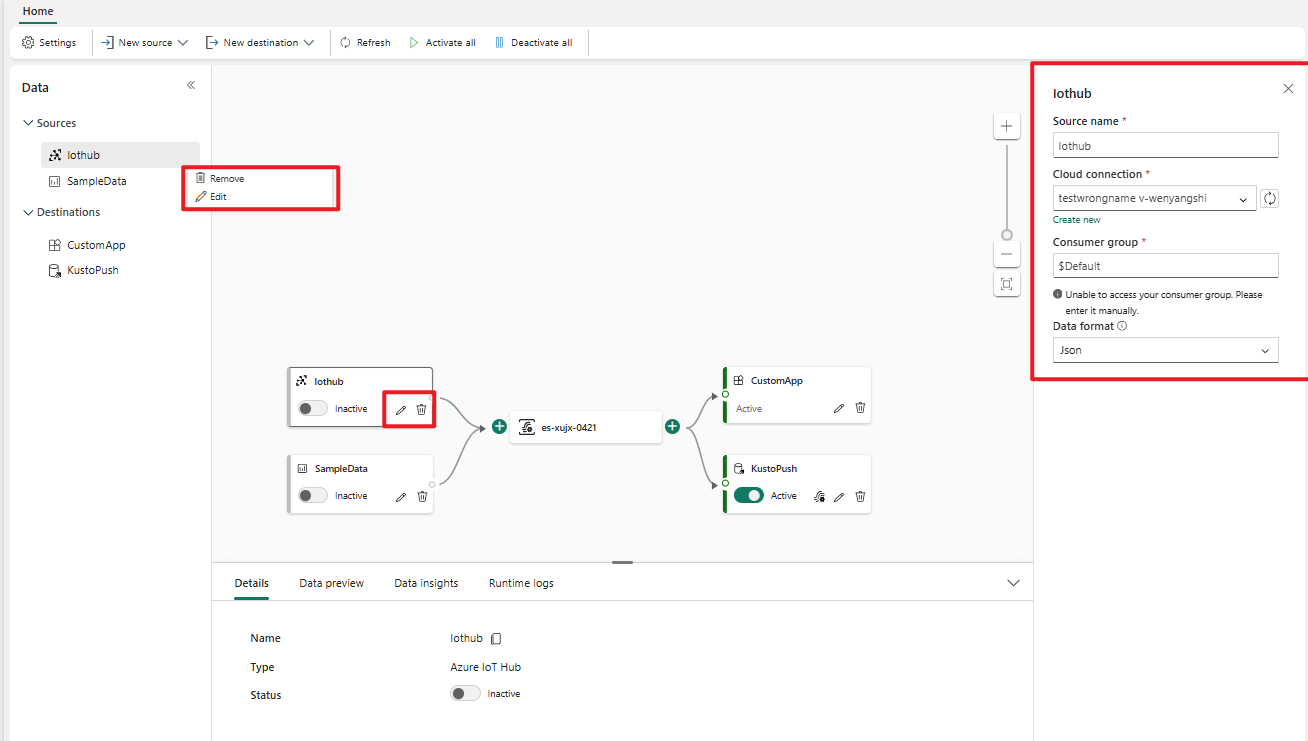 Home
Settings
New source
New destination
Refresh
Activate all
Deactivate all
Data
Sources
Iothub
SampleData
Destinations
CustomApp
KustoPush
Remove
Edit
Iothub
Inactive
SampleData
Inactive
es-xujx-0421
CustomApp
Active
KustoPush
Active
Details
Data preview
Data insights
Runtime logs
Name
Iothub
Type
Azure IoT Hub
Status
Inactive
Iothub
Source name *
Iothub
Cloud connection *
testwrongname v-wenyangshi
Create new
Consumer group *
$Default
Unable to access your consumer group. Please
enter it manually.
Data format
Json